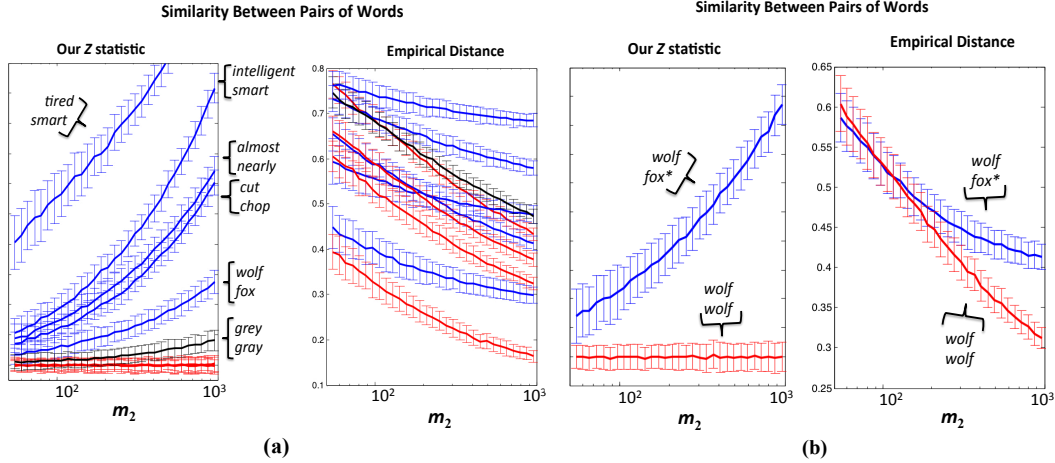 Similarity Between Pairs of Words
Our Z statistic
Empirical Distance
tired
smart
intelligent
smart
almost
nearly
cut
chop
wolf
fox
grey
gray
10²
10³
m₂
0.8
0.7
0.6
0.5
0.4
0.3
0.2
0.1
10²
10³
m₂
(a)
Similarity Between Pairs of Words
Our Z statistic
Empirical Distance
wolf
fox*
wolf
wolf
10²
10³
m₂
0.65
0.6
0.55
0.5
0.45
0.4
0.35
0.3
0.25
wolf
fox*
wolf
wolf
10²
10³
m₂
(b)